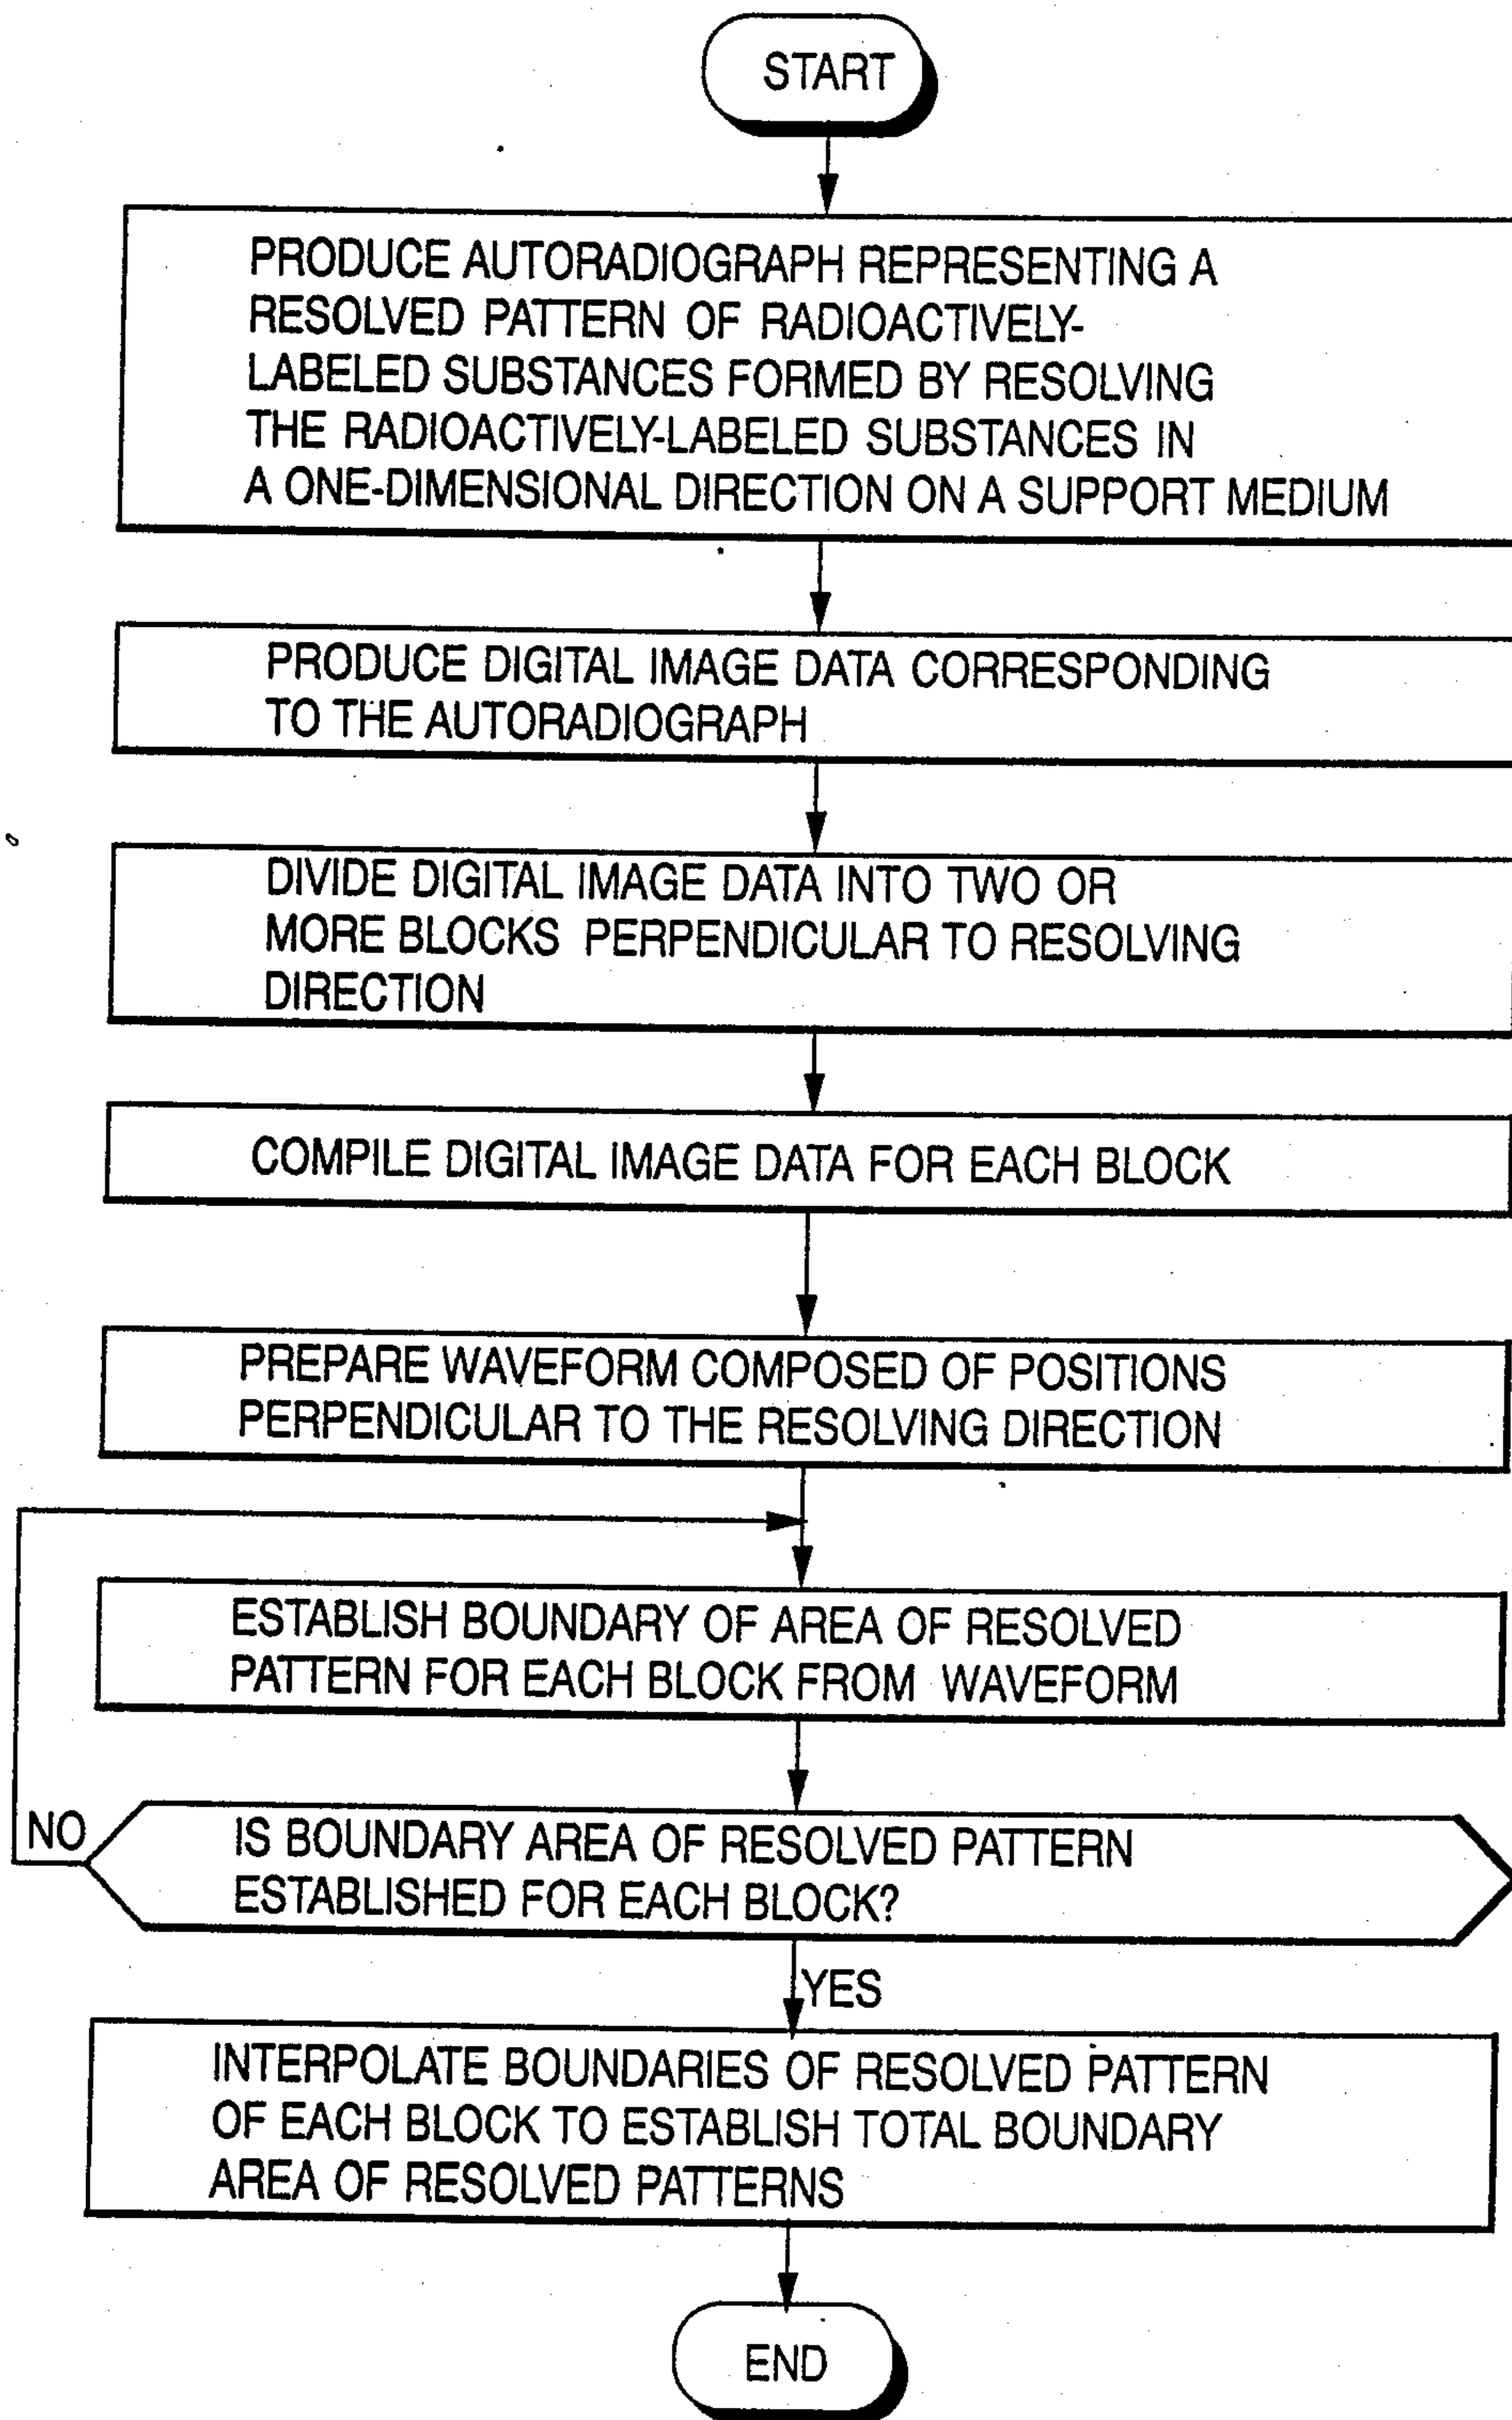 START
PRODUCE AUTORADIOGRAPH REPRESENTING A
RESOLVED PATTERN OF RADIOACTIVELY-
LABELED SUBSTANCES FORMED BY RESOLVING
THE RADIOACTIVELY-LABELED SUBSTANCES IN
A ONE-DIMENSIONAL DIRECTION ON A SUPPORT MEDIUM
PRODUCE DIGITAL IMAGE DATA CORRESPONDING
TO THE AUTORADIOGRAPH
DIVIDE DIGITAL IMAGE DATA INTO TWO OR
MORE BLOCKS PERPENDICULAR TO RESOLVING
DIRECTION
COMPILE DIGITAL IMAGE DATA FOR EACH BLOCK
PREPARE WAVEFORM COMPOSED OF POSITIONS
PERPENDICULAR TO THE RESOLVING DIRECTION
ESTABLISH BOUNDARY OF AREA OF RESOLVED
PATTERN FOR EACH BLOCK FROM WAVEFORM
NO
IS BOUNDARY AREA OF RESOLVED PATTERN
ESTABLISHED FOR EACH BLOCK?
YES
INTERPOLATE BOUNDARIES OF RESOLVED PATTERN
OF EACH BLOCK TO ESTABLISH TOTAL BOUNDARY
AREA OF RESOLVED PATTERNS
END